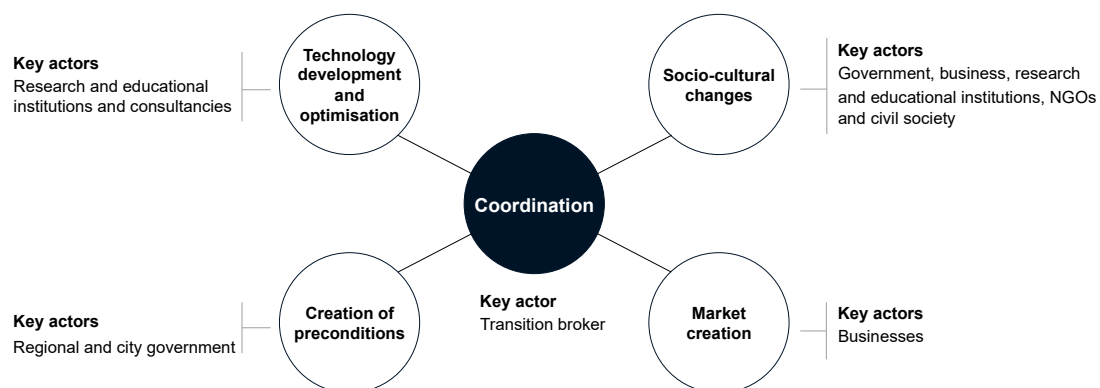 Key actors
Research and educational
institutions and consultancies
Technology
development
and
optimisation
Socio-cultural
changes
Key actors
Government, business, research
and educational institutions, NGOs
and civil society
Coordination
Key actors
Regional and city government
Creation of
preconditions
Key actor
Transition broker
Market
creation
Key actors
Businesses